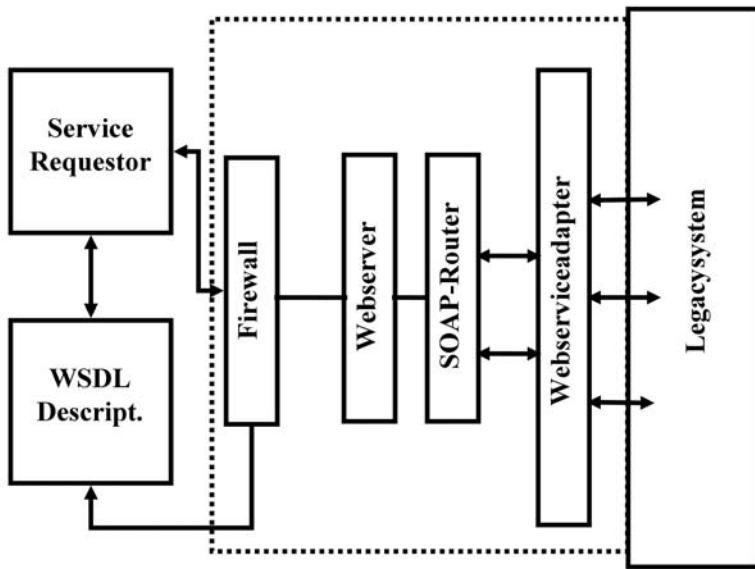 Service
Requestor
WSDL
Descript.
Firewall
Webserver
SOAP-Router
Webserviceadapter
Legacysystem